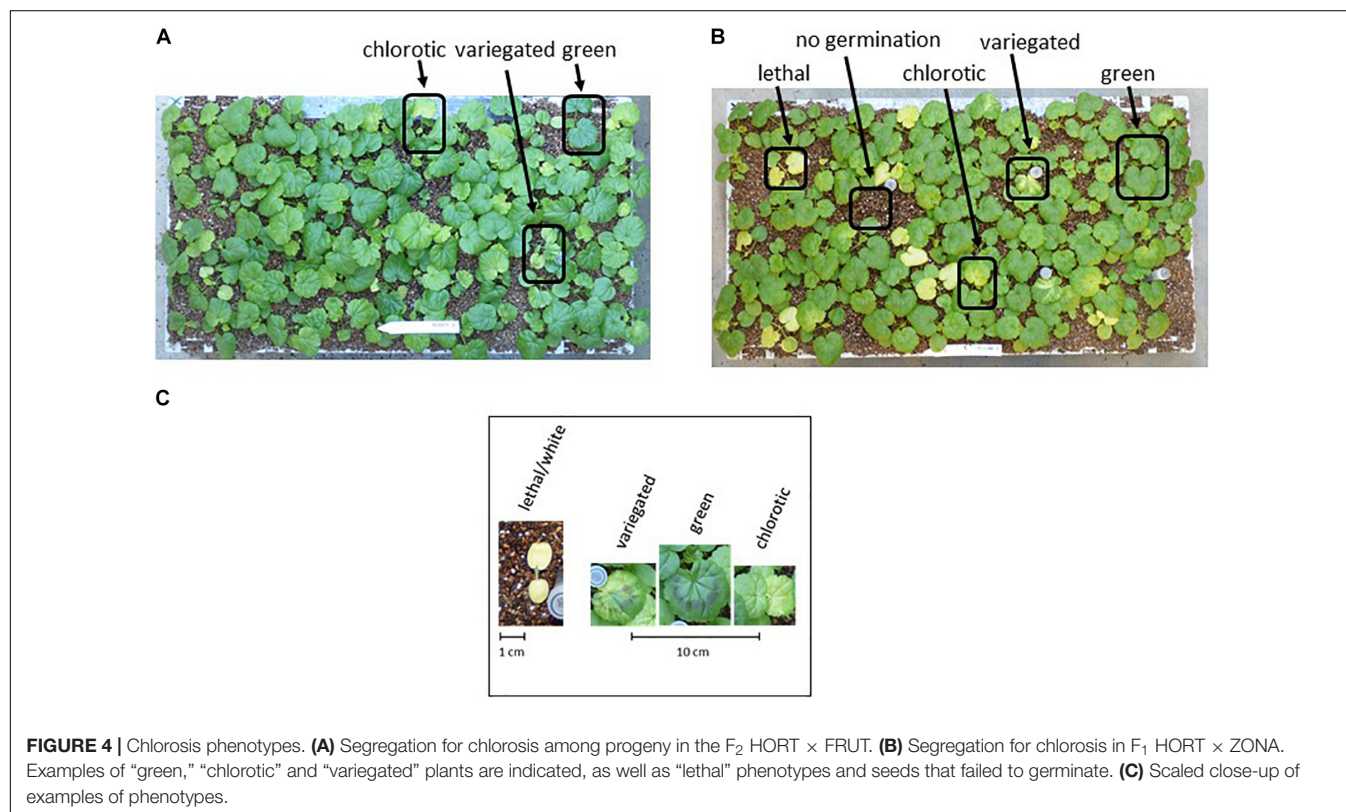 A
chlorotic variegated green
B
no germination
variegated
lethal
chlorotic
green
C
lethal/white
variegated
green
chlorotic
1 cm
10 cm
FIGURE 4 | Chlorosis phenotypes. (A) Segregation for chlorosis among progeny in the F₂ HORT × FRUT. (B) Segregation for chlorosis in F₁ HORT × ZONA.
Examples of “green,” “chlorotic” and “variegated” plants are indicated, as well as “lethal” phenotypes and seeds that failed to germinate. (C) Scaled close-up of
examples of phenotypes.